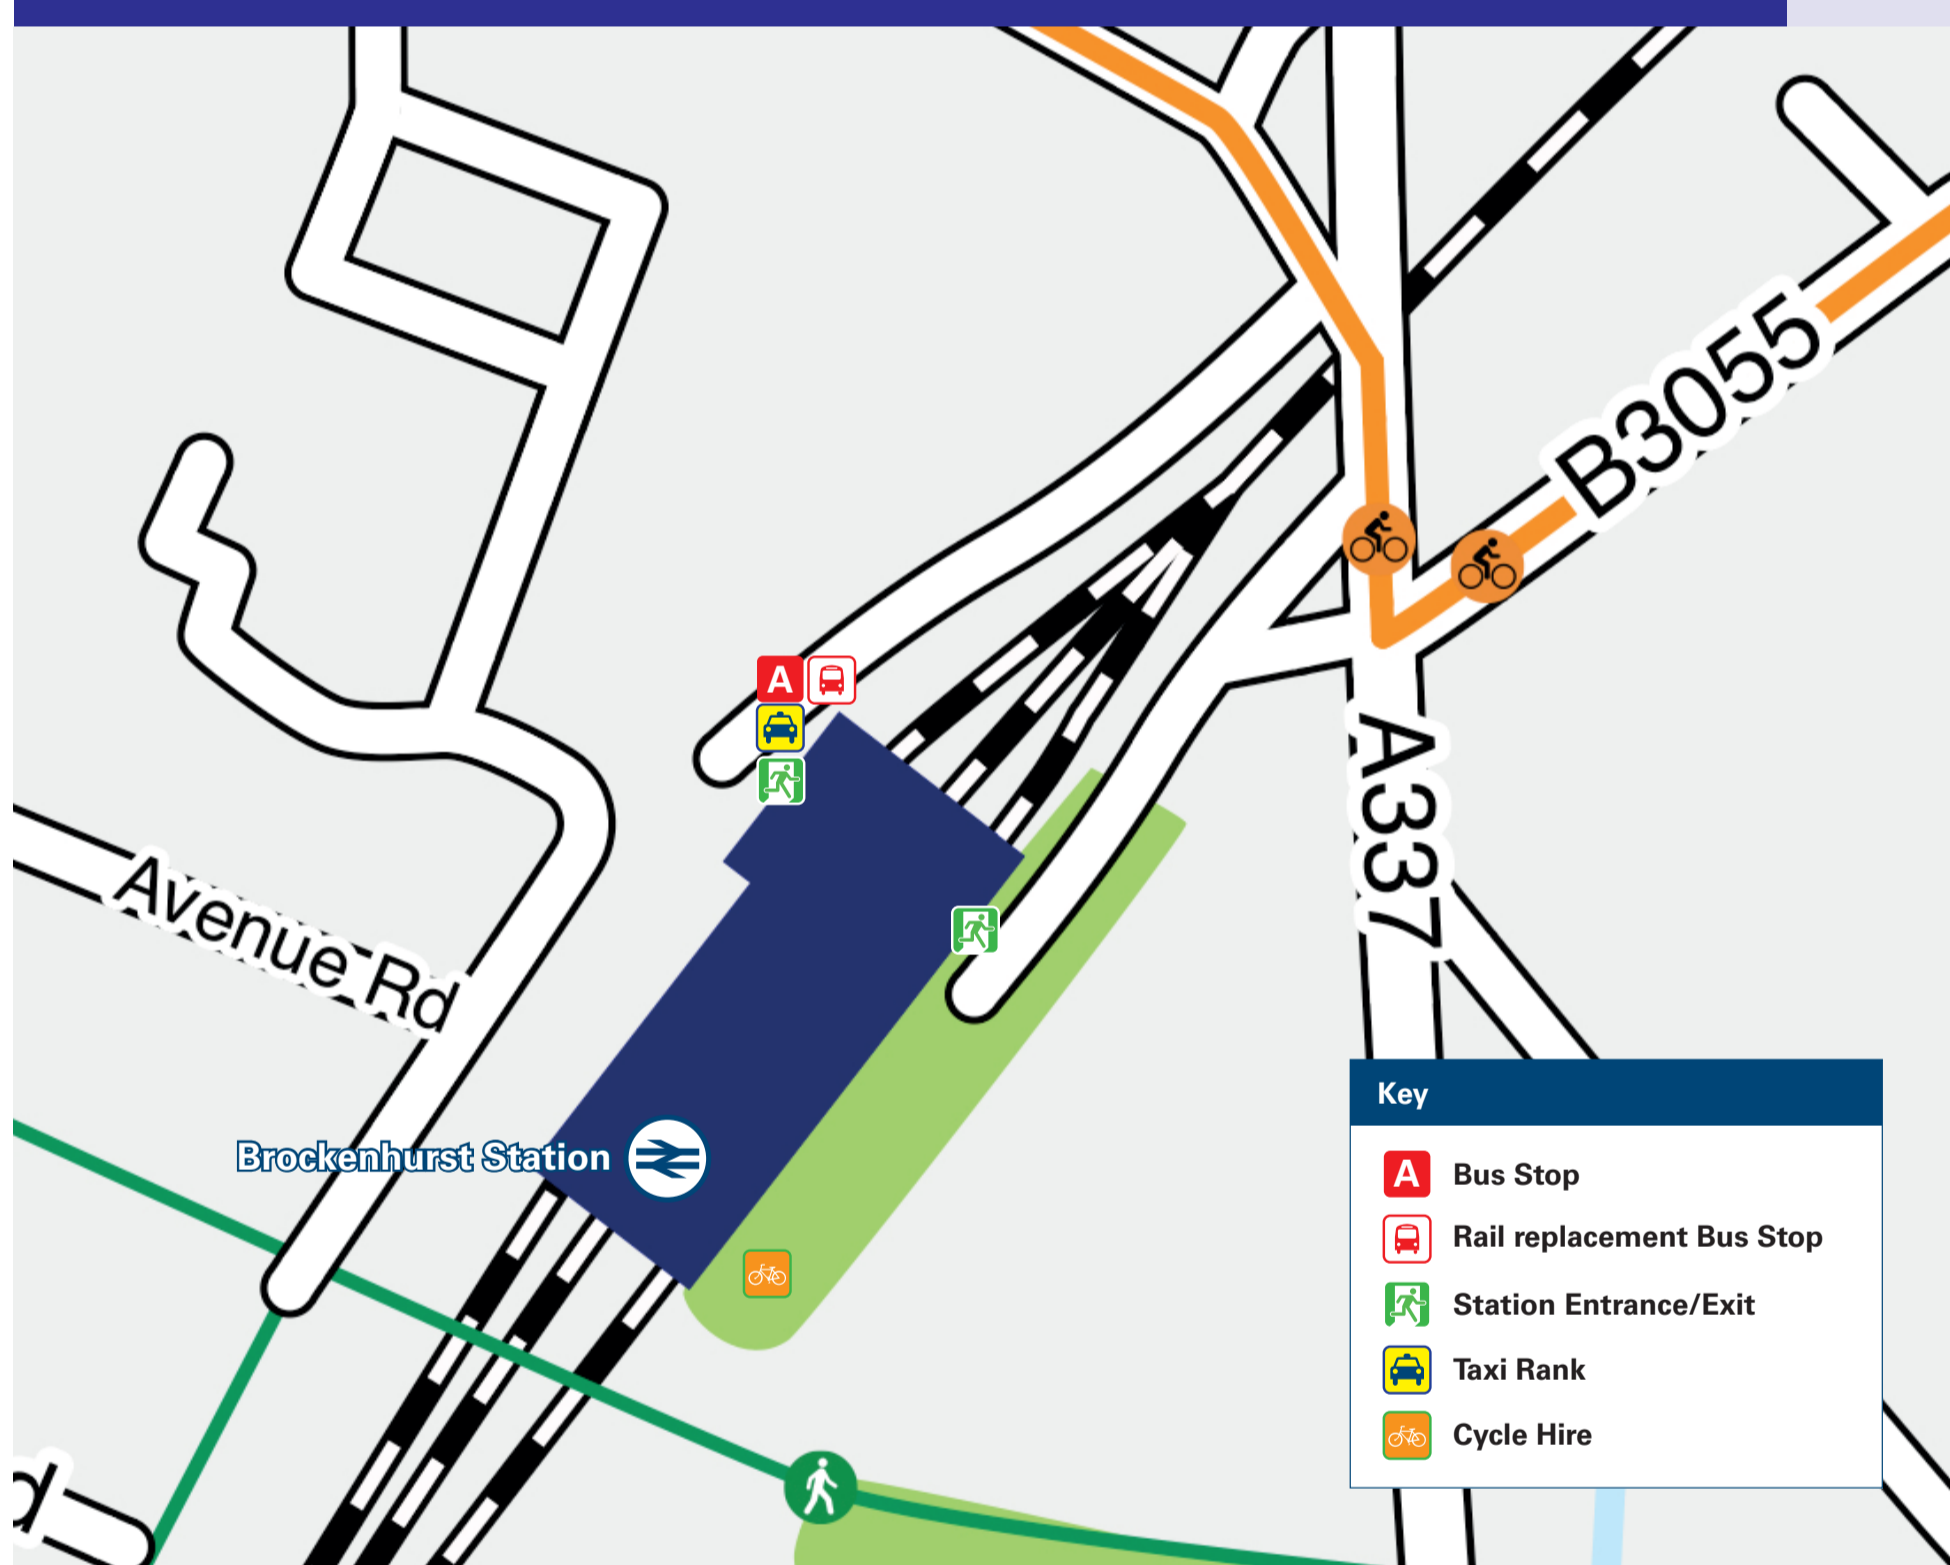 B3055
A
A337
Avenue Rd
Brockenhurst Station
d
Key
A Bus Stop
Rail replacement Bus Stop
Station Entrance/Exit
Taxi Rank
Cycle Hire